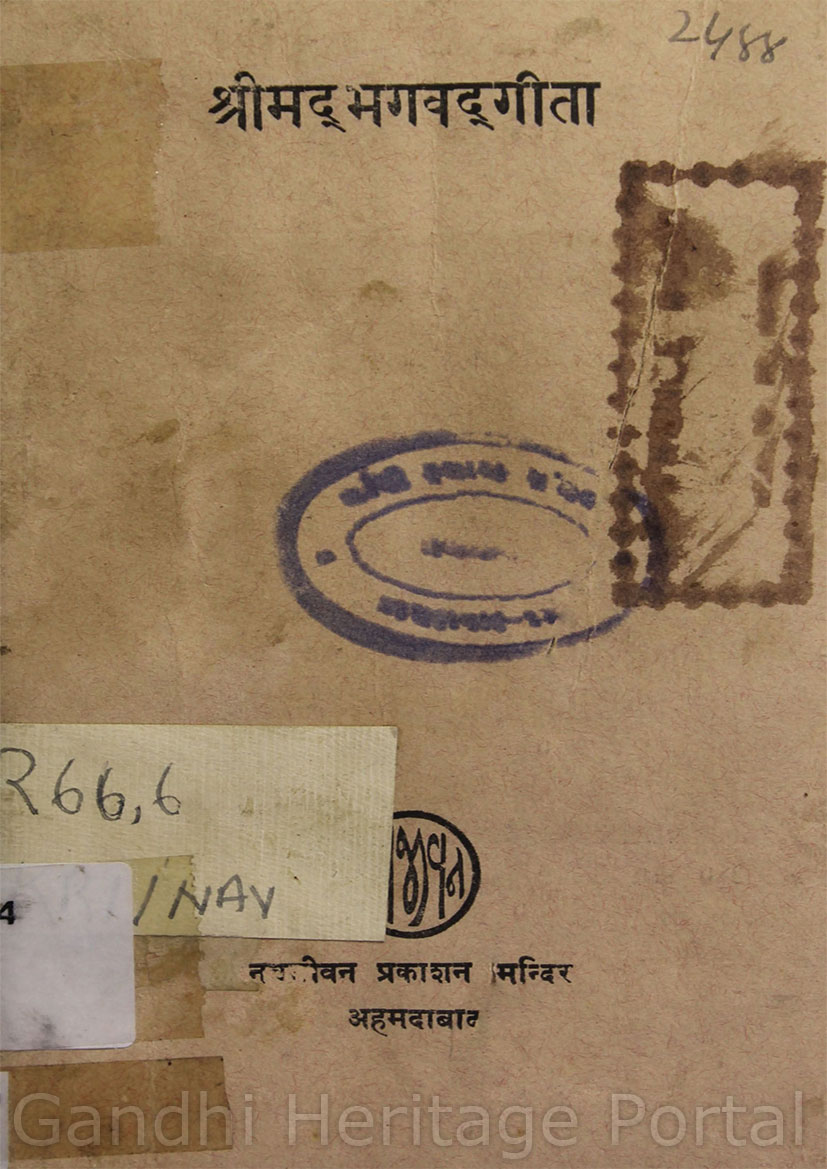 2488
श्रीमद्भगवद्गीता
R66,6
/NAV
4
नवजीवन प्रकाशन मन्दिर
अहमदाबाद
Gandhi Heritage Portal